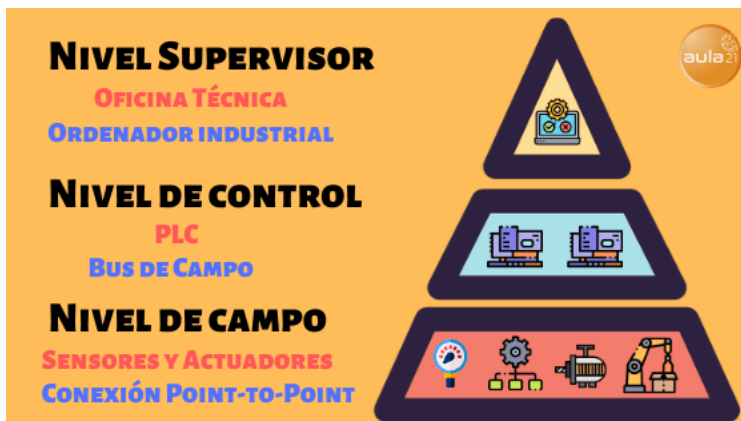 Nivel Supervisor
Oficina Técnica
Ordenador industrial
Nivel de control
PLC
Bus de Campo
Nivel de campo
Sensores y Actuadores
Conexión Point-to-Point
aula21